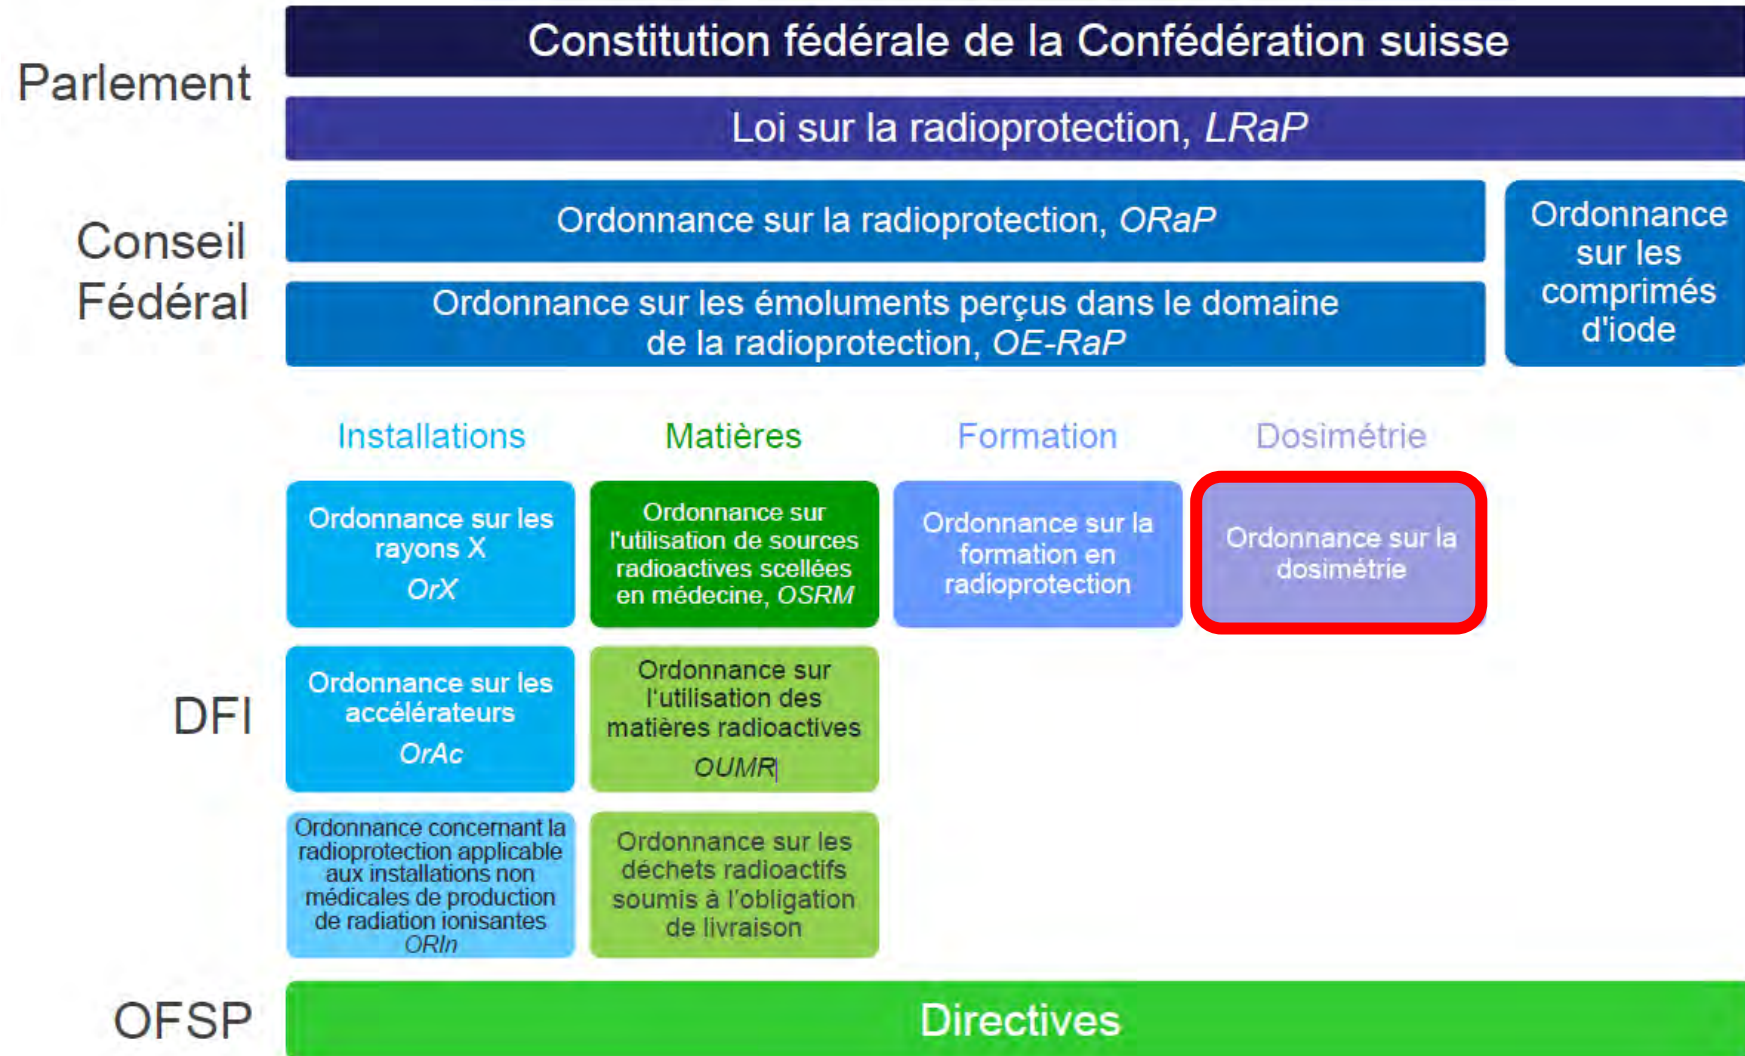 Parlement
Constitution fédérale de la Confédération suisse
Loi sur la radioprotection, LRaP
Conseil
Fédéral
Ordonnance sur la radioprotection, ORaP
Ordonnance sur les émoluments perçus dans le domaine
de la radioprotection, OE-RaP
Ordonnance
sur les
comprimés
d'iode
Installations
Matières
Formation
Dosimétrie
DFI
Ordonnance sur les
rayons X
OrX
Ordonnance sur
l'utilisation de sources
radioactives scellées
en médecine, OSRM
Ordonnance sur la
formation en
radioprotection
Ordonnance sur la
dosimétrie
Ordonnance sur les
accélérateurs
OrAc
Ordonnance sur
l'utilisation des
matières radioactives
OUMR
Ordonnance concernant la
radioprotection applicable
aux installations non
médicales de production
de radiation ionisantes
ORIn
Ordonnance sur les
déchets radioactifs
soumis à l'obligation
de livraison
OFSP
Directives